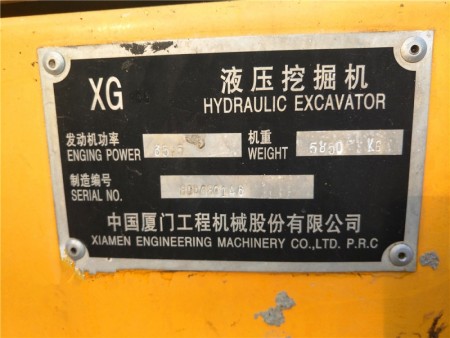 XG
液压挖掘机
HYDRAULIC EXCAVATOR
发动机功率
ENGING POWER
机重
WEIGHT
制造编号
SERIAL NO.
中国厦门工程机械股份有限公司
XIAMEN ENGINEERING MACHINERY CO.,LTD. P.R.C